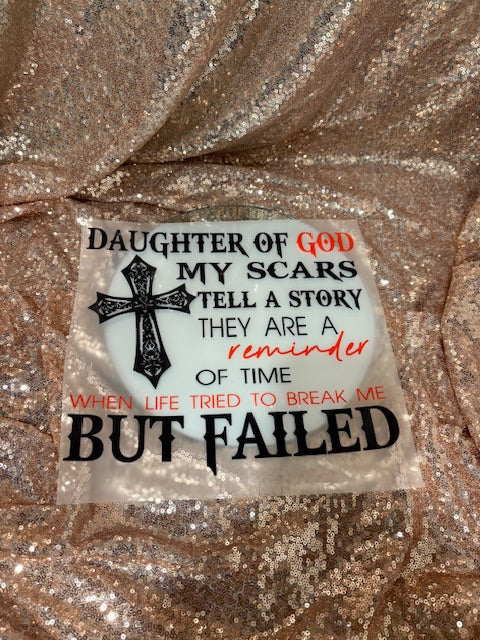 DAUGHTER OF GOD
MY SCARS
TELL A STORY
THEY ARE A
reminder
OF TIME
WHEN LIFE TRIED TO BREAK ME
BUT FAILED